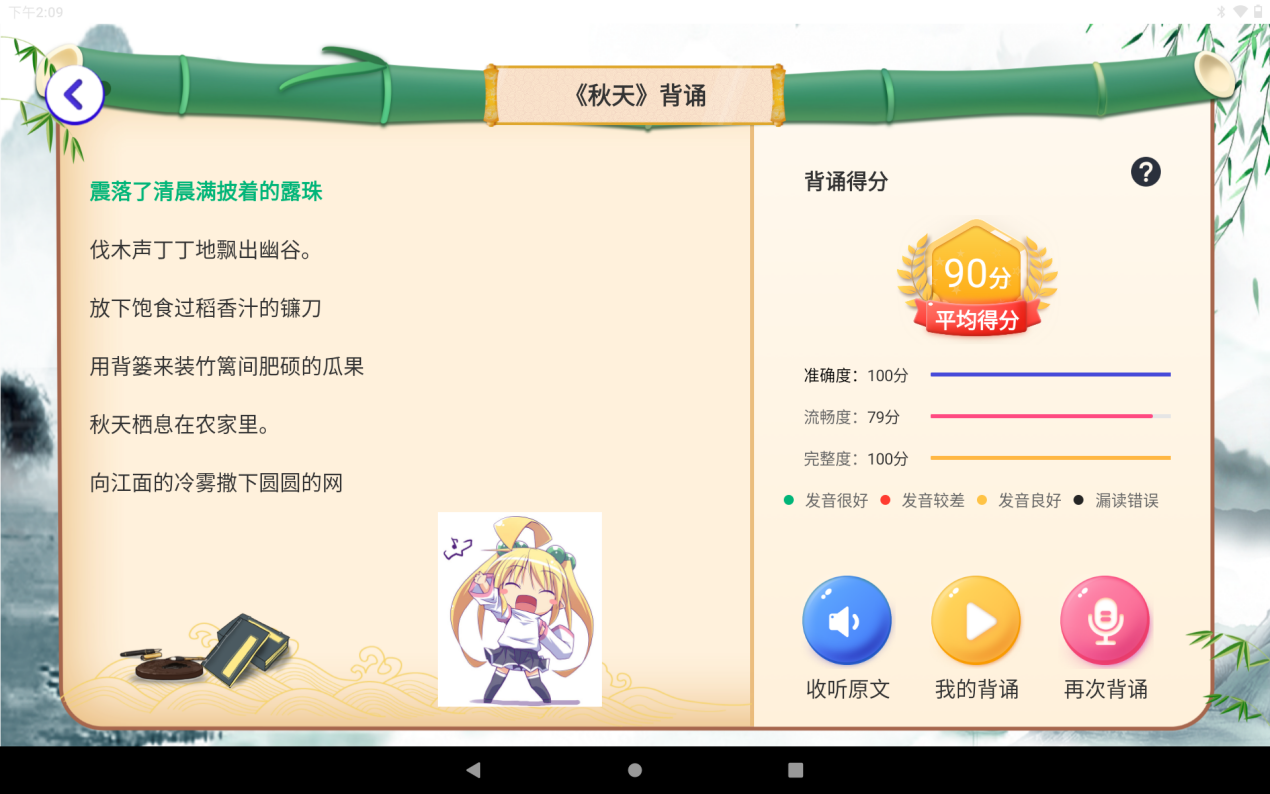 下午2:09
《秋天》背诵
震落了清晨满披着的露珠
伐木声丁丁地飘出幽谷。
放下饱食过稻香汁的镰刀
用背篓来装竹篱间肥硕的瓜果
秋天栖息在农家里。
向江面的冷雾撒下圆圆的网
背诵得分
?
90分
平均得分
准确度：100分
流畅度：79分
完整度：100分
发音很好 发音较差 发音良好 漏读错误
收听原文 我的背诵 再次背诵